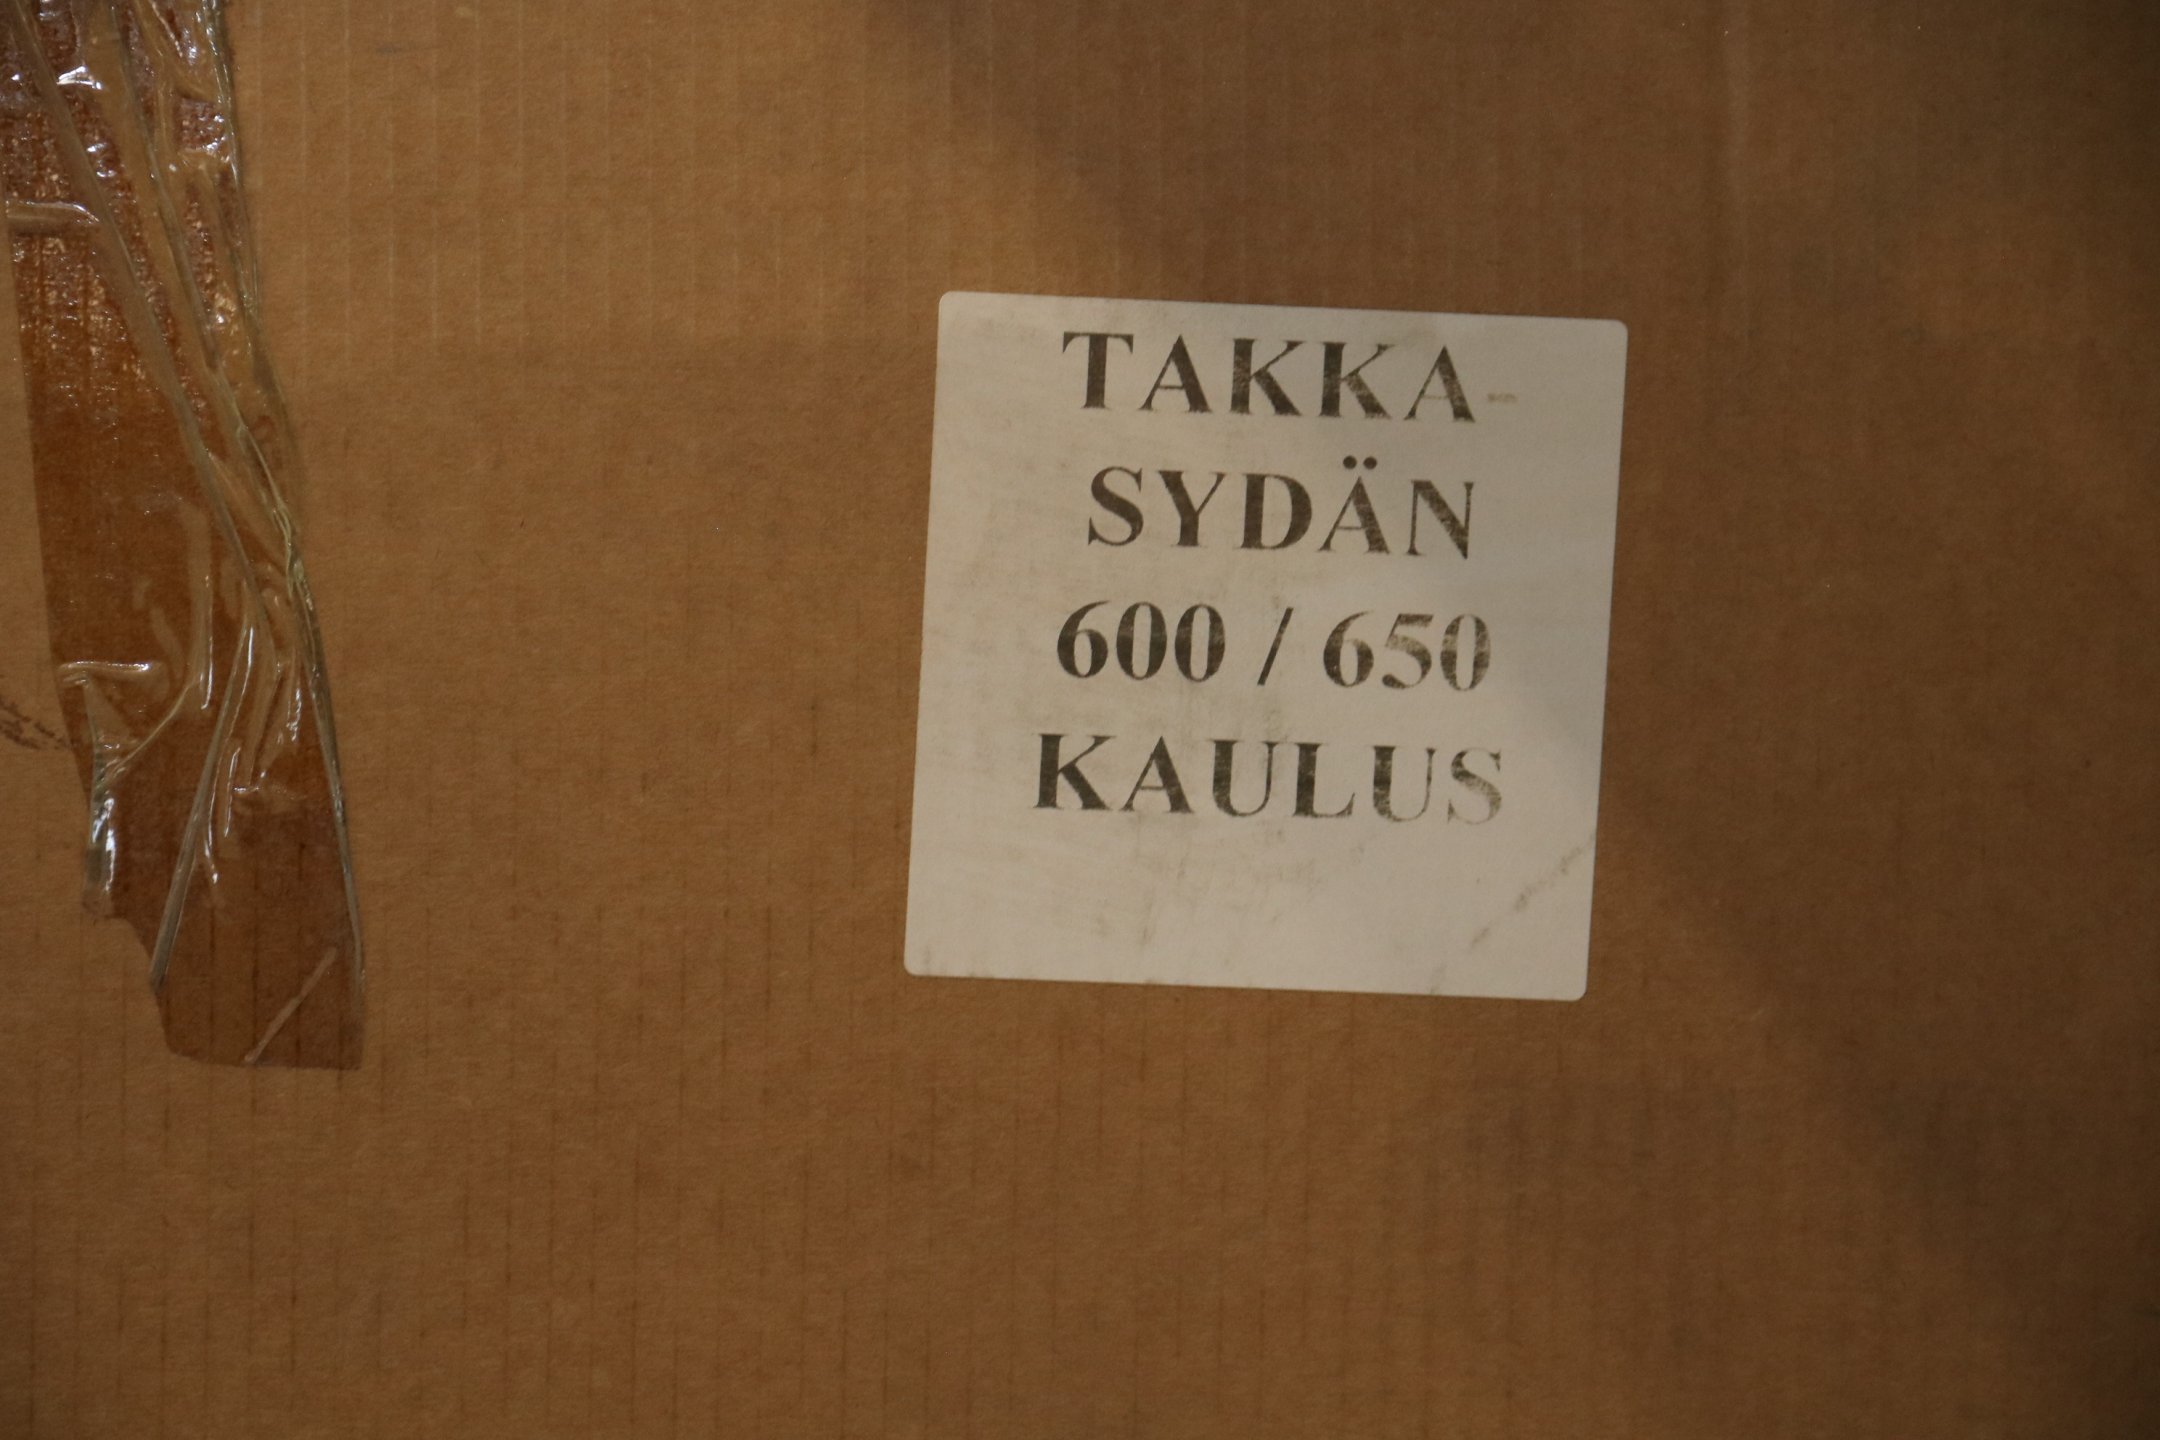 TAKKA-
SYDÄN
600 / 650
KAULUS